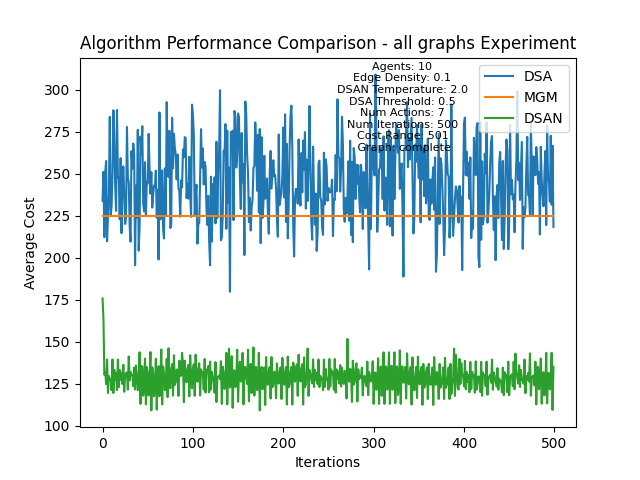 Algorithm Performance Comparison - all graphs Experiment
Agents: 10
Edge Density: 0.1
DSAN Temperature: 2.0
DSA Threshold: 0.5
Num Actions: 7
Num Iterations: 500
Cost Range: 501
Graph: complete
DSA
MGM
DSAN
Average Cost
300
275
250
225
200
175
150
125
100
0
100
200
300
400
500
Iterations